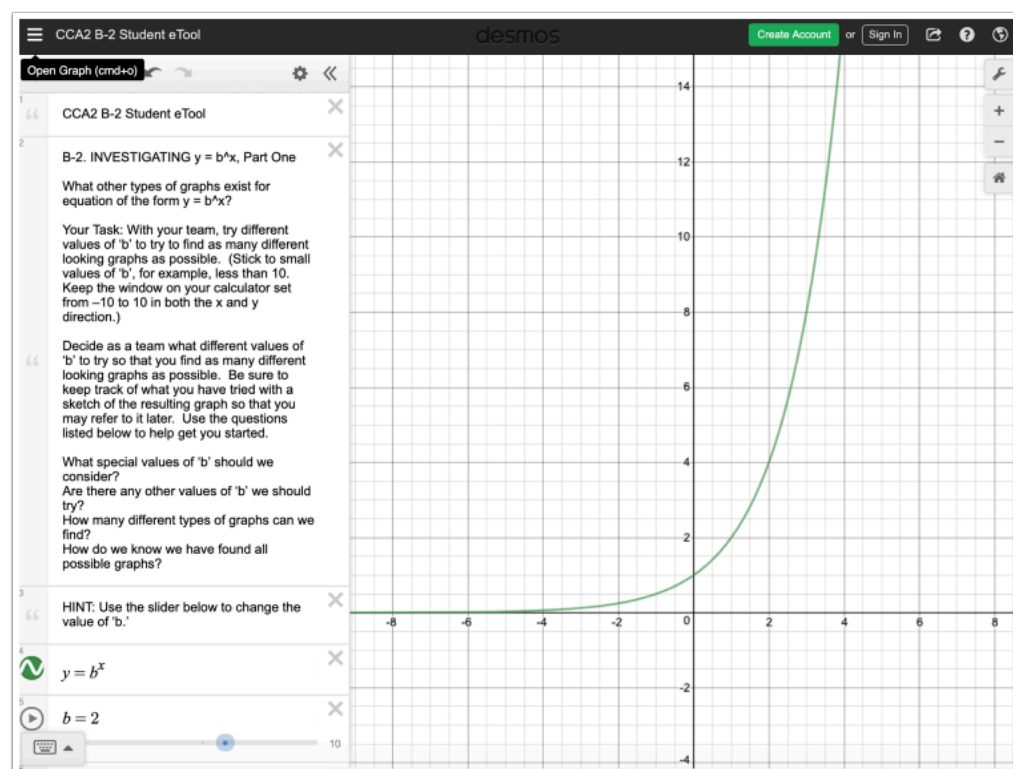 CCA2 B-2 Student eTool
desmos
Create Account or Sign In
Open Graph (cmd+o)
1
CCA2 B-2 Student eTool
2
B-2. INVESTIGATING y = b^x, Part One
What other types of graphs exist for
equation of the form y = b^x?
Your Task: With your team, try different
values of 'b' to try to find as many different
looking graphs as possible. (Stick to small
values of 'b', for example, less than 10.
Keep the window on your calculator set
from –10 to 10 in both the x and y
direction.)
Decide as a team what different values of
'b' to try so that you find as many different
looking graphs as possible. Be sure to
keep track of what you have tried with a
sketch of the resulting graph so that you
may refer to it later. Use the questions
listed below to help get you started.
What special values of 'b' should we
consider?
Are there any other values of 'b' we should
try?
How many different types of graphs can we
find?
How do we know we have found all
possible graphs?
3
HINT: Use the slider below to change the
value of 'b.'
4
y = b^x
5
b = 2
10
14
12
10
8
6
4
2
-8 -6 -4 -2 0 2 4 6 8
-2
-4